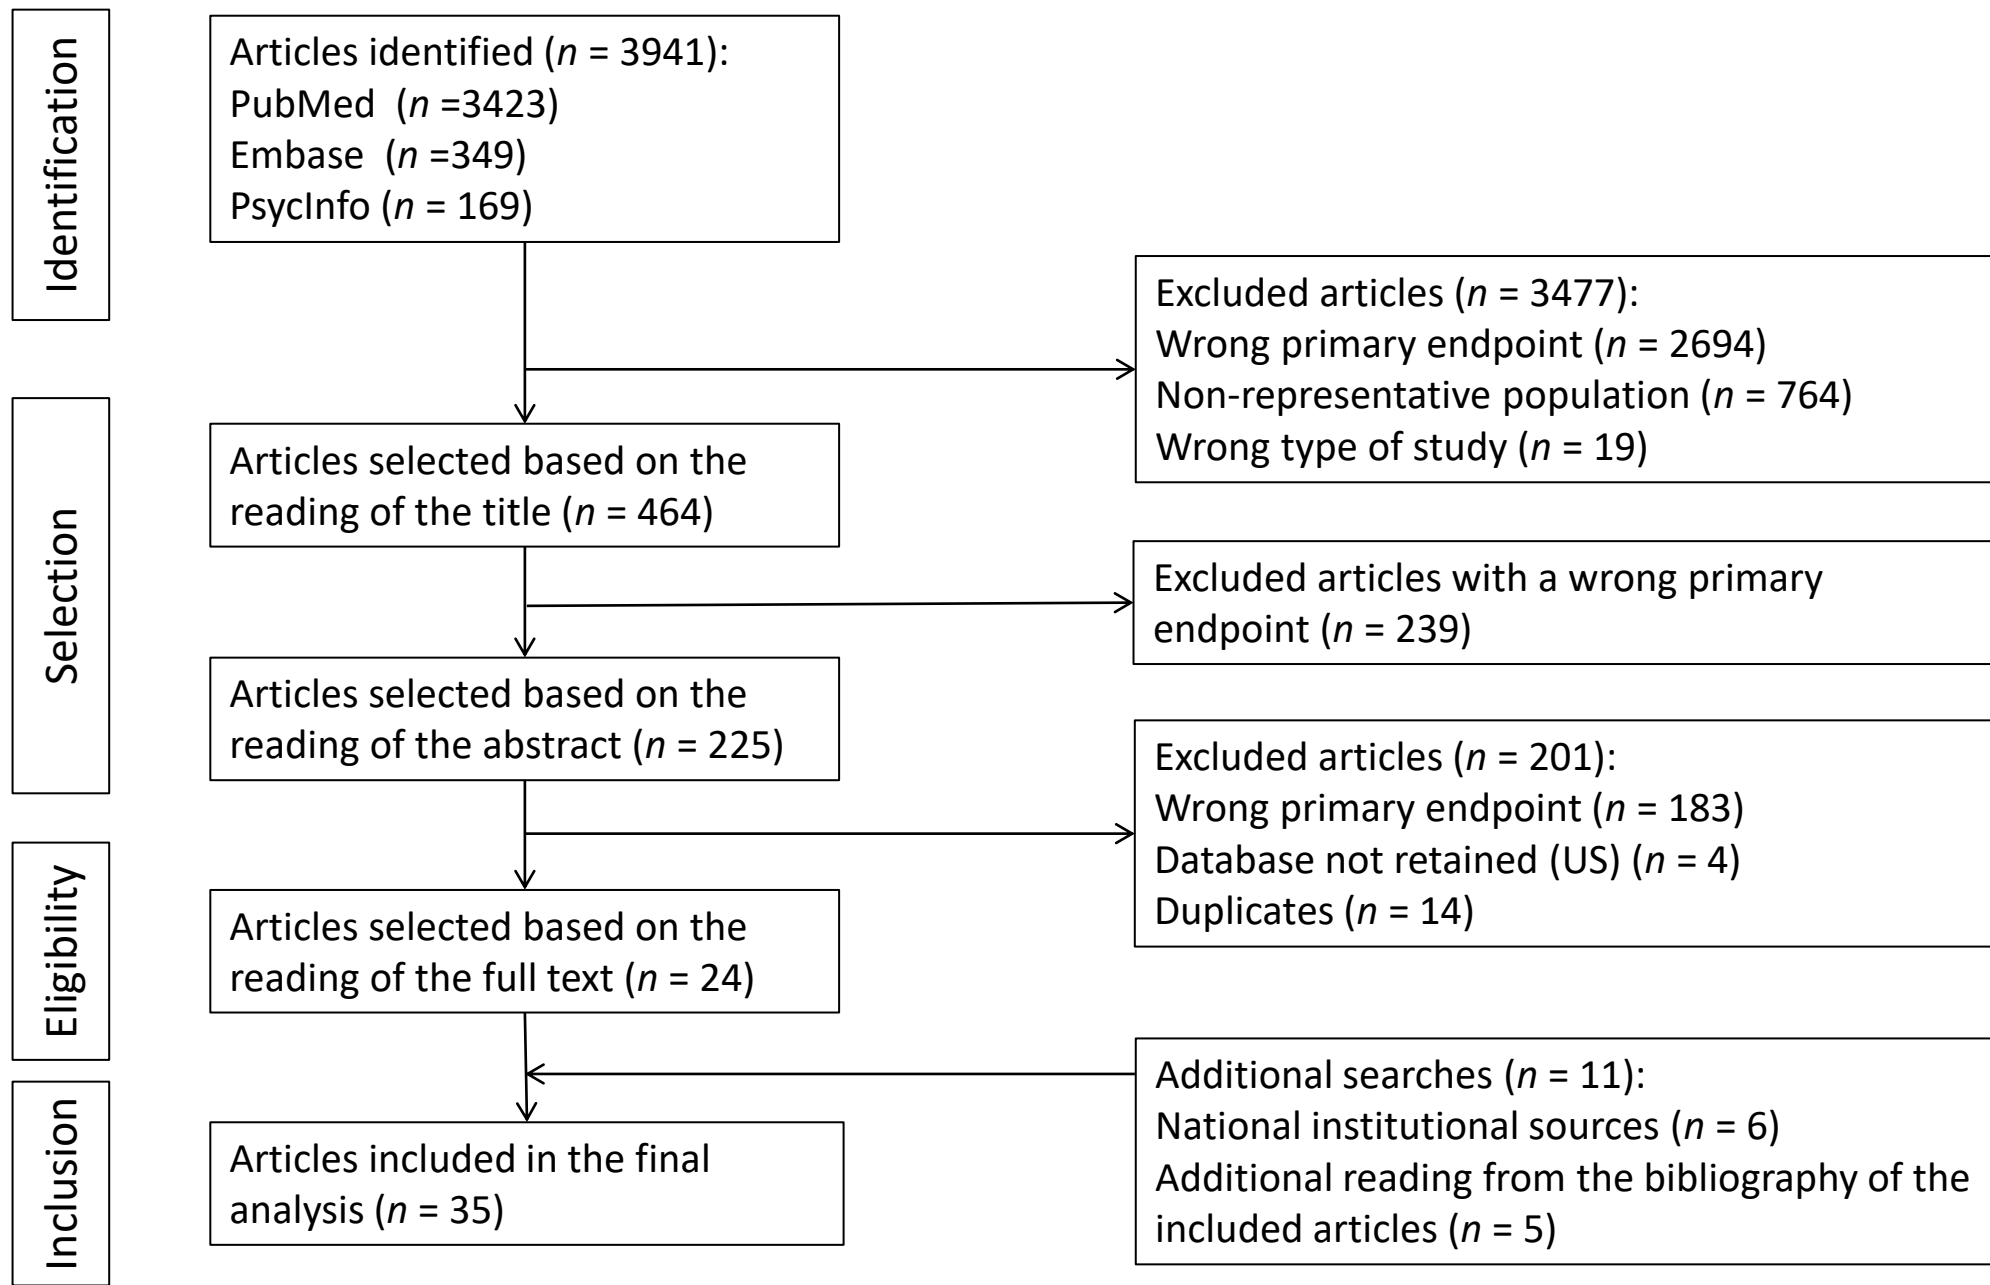 Identification
Articles identified (n = 3941):
PubMed (n =3423)
Embase (n =349)
PsycInfo (n = 169)
Excluded articles (n = 3477):
Wrong primary endpoint (n = 2694)
Non-representative population (n = 764)
Wrong type of study (n = 19)
Selection
Articles selected based on the
reading of the title (n = 464)
Excluded articles with a wrong primary
endpoint (n = 239)
Articles selected based on the
reading of the abstract (n = 225)
Excluded articles (n = 201):
Wrong primary endpoint (n = 183)
Database not retained (US) (n = 4)
Duplicates (n = 14)
Eligibility
Articles selected based on the
reading of the full text (n = 24)
Additional searches (n = 11):
National institutional sources (n = 6)
Additional reading from the bibliography of the
included articles (n = 5)
Inclusion
Articles included in the final
analysis (n = 35)